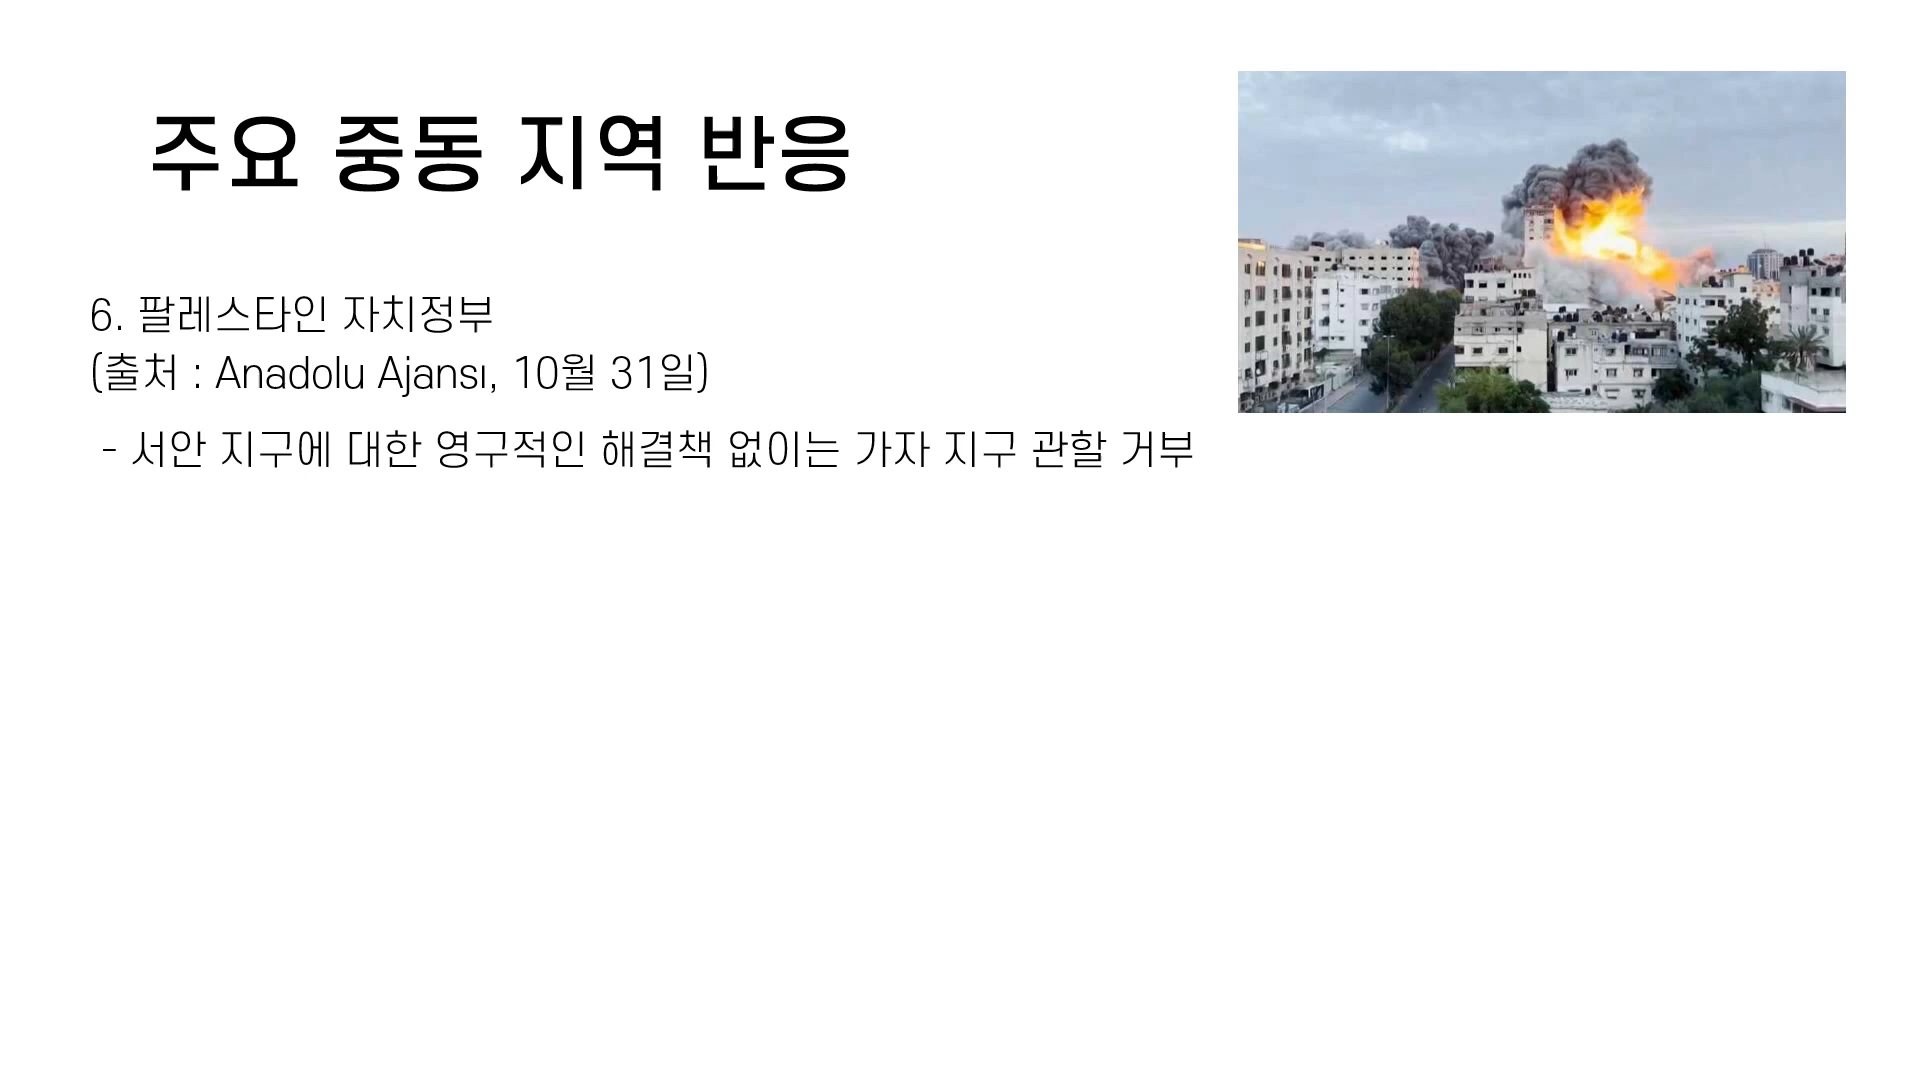 주요 중동 지역 반응
6. 팔레스타인 자치정부
(출처 : Anadolu Ajansı, 10월 31일)
- 서안 지구에 대한 영구적인 해결책 없이는 가자 지구 관할 거부